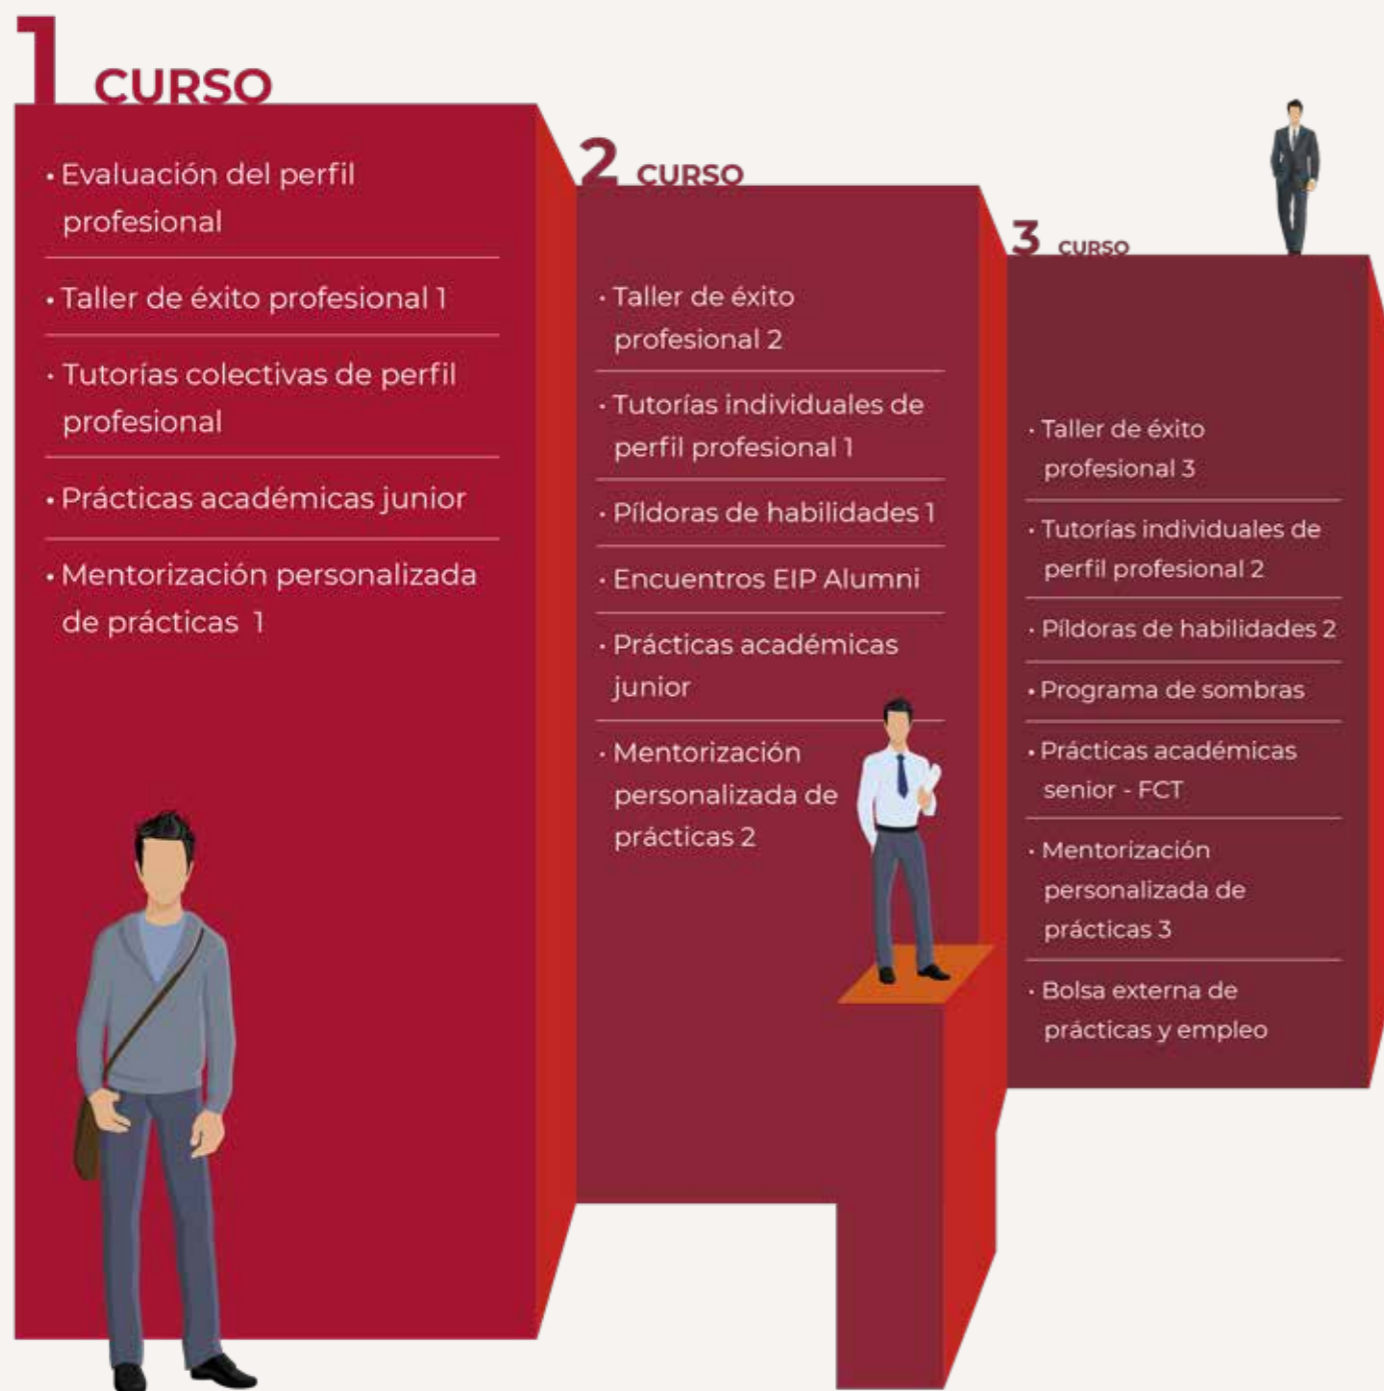 1 CURSO
• Evaluación del perfil
profesional
• Taller de éxito profesional 1
• Tutorías colectivas de perfil
profesional
• Prácticas académicas junior
• Mentorización personalizada
de prácticas 1
2 CURSO
• Taller de éxito
profesional 2
• Tutorías individuales de
perfil profesional 1
• Píldoras de habilidades 1
• Encuentros EIP Alumni
• Prácticas académicas
junior
• Mentorización
personalizada de
prácticas 2
3 CURSO
• Taller de éxito
profesional 3
• Tutorías individuales de
perfil profesional 2
• Píldoras de habilidades 2
• Programa de sombras
• Prácticas académicas
senior - FCT
• Mentorización
personalizada de
prácticas 3
• Bolsa externa de
prácticas y empleo